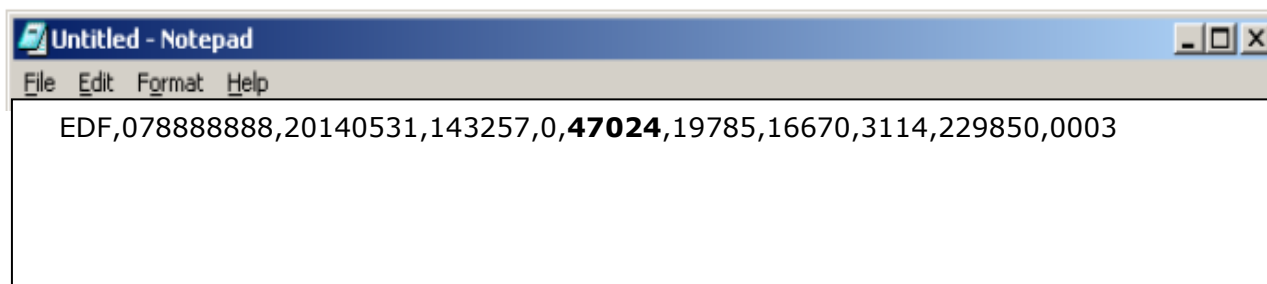 Untitled - Notepad
File Edit Format Help
EDF,078888888,20140531,143257,0,47024,19785,16670,3114,229850,0003